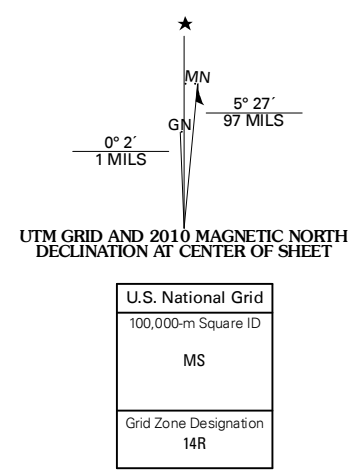 MN
GN
5° 27´
97 MILS
0° 2´
1 MILS
UTM GRID AND 2010 MAGNETIC NORTH
DECLINATION AT CENTER OF SHEET
U.S. National Grid
100,000-m Square ID
MS
Grid Zone Designation
14R